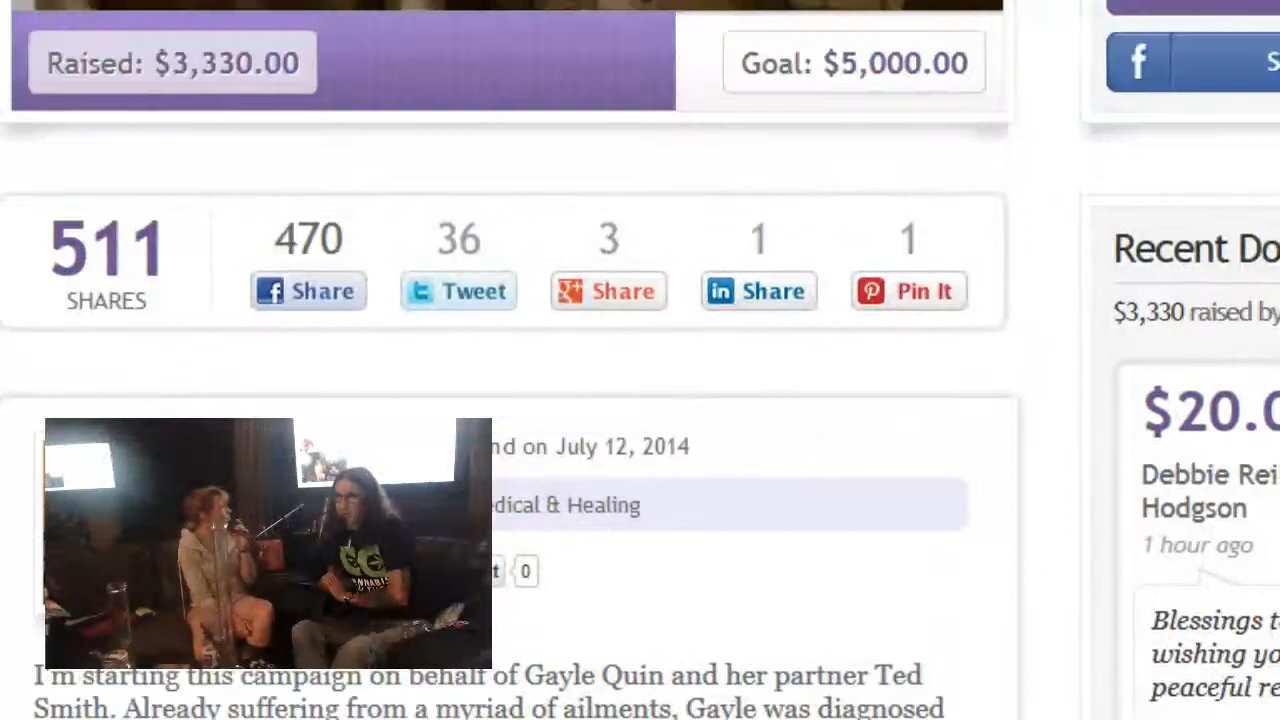 Raised: $3,330.00
Goal: $5,000.00
f
511
SHARES
470
36
3
1
1
f Share
t Tweet
g+ Share
in Share
Pin It
nd on July 12, 2014
edical & Healing
t 0
I'm starting this campaign on behalf of Gayle Quin and her partner Ted
Smith. Already suffering from a myriad of ailments, Gayle was diagnosed
Recent Do
$3,330 raised by
$20.0
Debbie Rei
Hodgson
1 hour ago
Blessings t
wishing yo
peaceful re